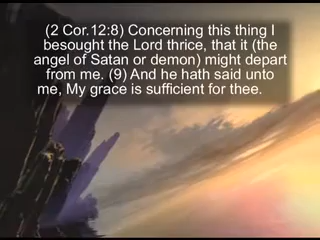 (2 Cor.12:8) Concerning this thing I
besought the Lord thrice, that it (the
angel of Satan or demon) might depart
from me. (9) And he hath said unto
me, My grace is sufficient for thee.